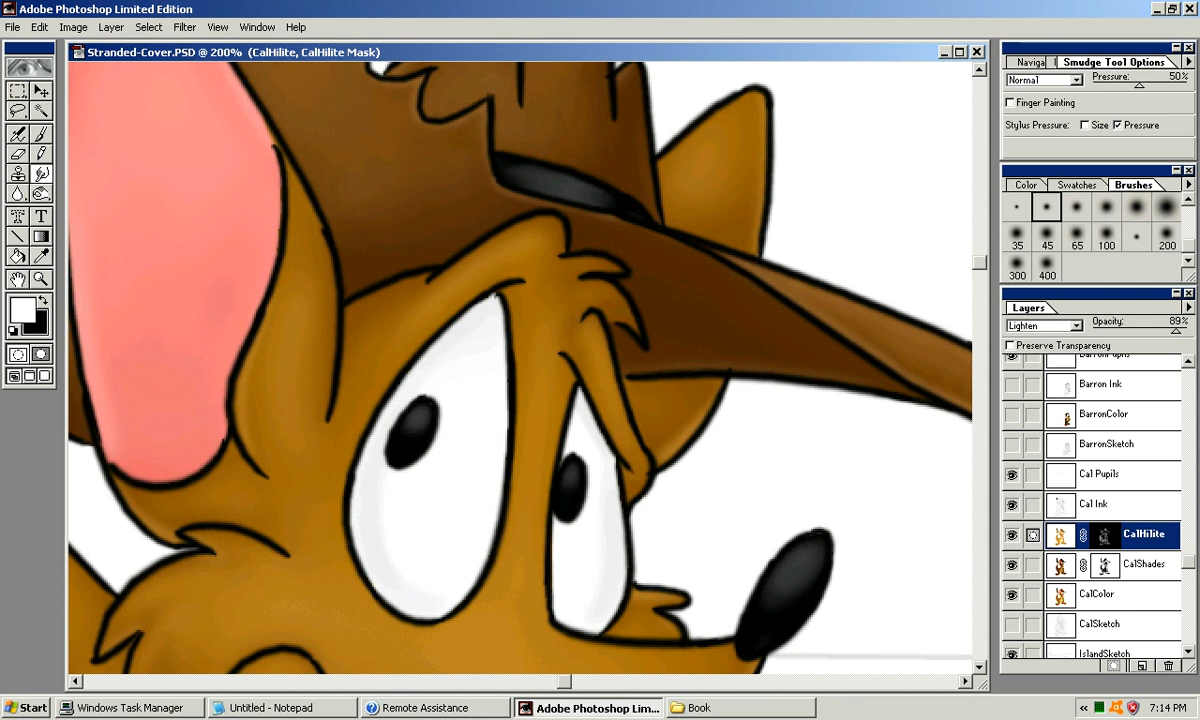 Adobe Photoshop Limited Edition
File Edit Image Layer Select Filter View Window Help
Stranded-Cover.PSD @ 200% (CalHilite, CalHilite Mask)
Naviga Smudge Tool Options
Normal Pressure: 50%
Finger Painting
Stylus Pressure: Size Pressure
Color Swatches Brushes
35 45 65 100 200
300 400
Layers
Lighten Opacity: 89%
Preserve Transparency
BarronPupils
Barron Ink
BarronColor
BarronSketch
Cal Pupils
Cal Ink
CalHilite
CalShades
CalColor
CalSketch
IslandSketch
Start Windows Task Manager Untitled - Notepad Remote Assistance Adobe Photoshop Lim... Book « 7:14 PM